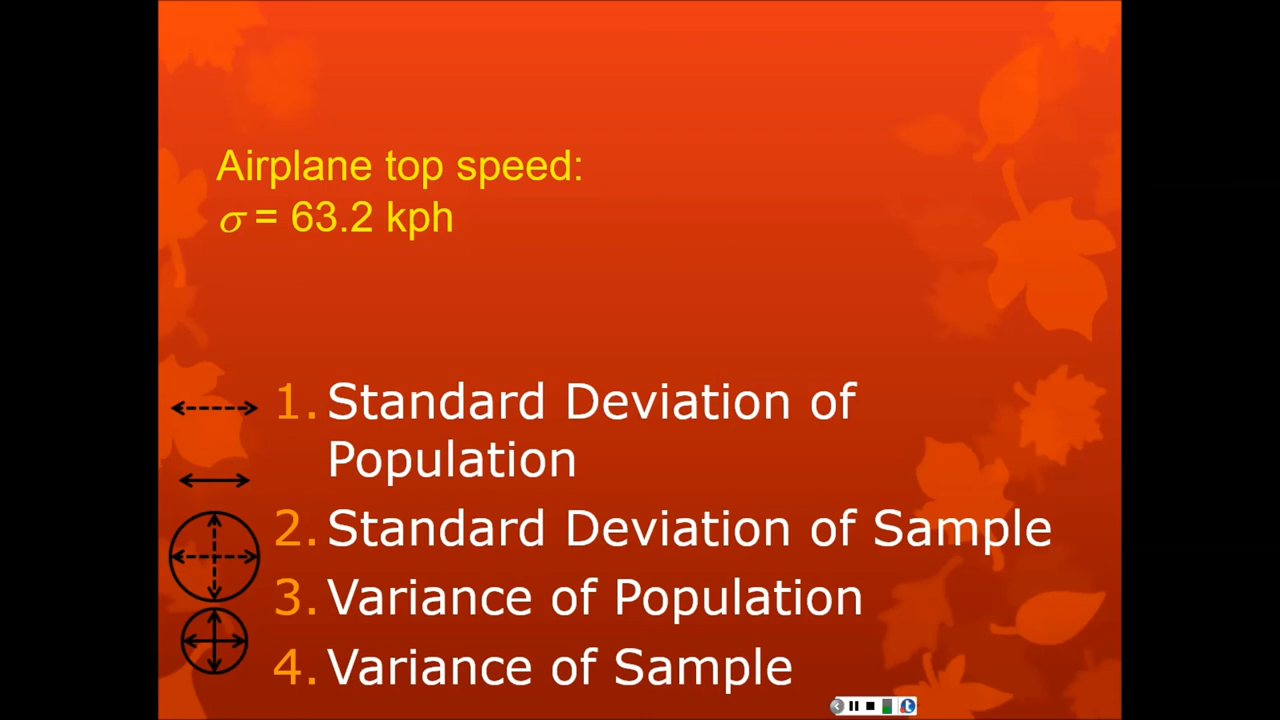 Airplane top speed:
σ = 63.2 kph
1. Standard Deviation of
Population
2. Standard Deviation of Sample
3. Variance of Population
4. Variance of Sample